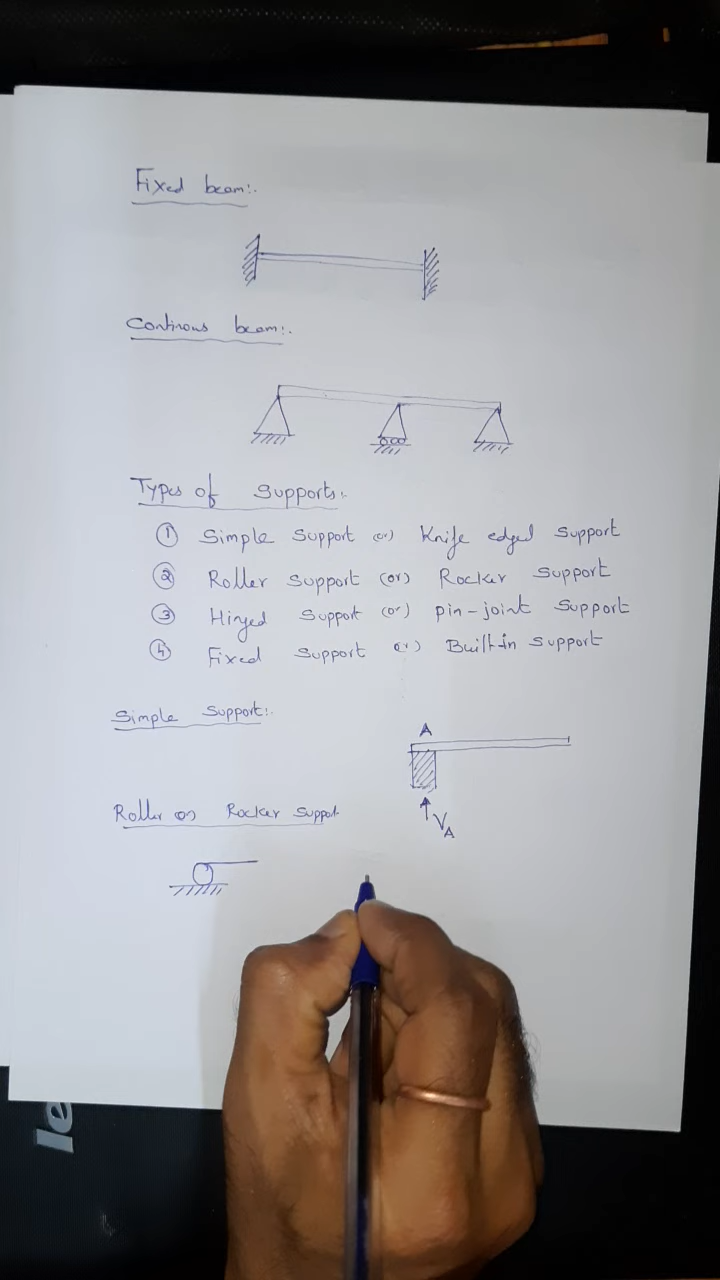 Fixed beam:-
Continous beam:-
Types of Supports:-
① Simple Support (or) Knife edged Support
② Roller Support (or) Rocker Support
③ Hinged Support (or) pin-joint Support
④ Fixed Support (or) Built-in Support
Simple Support:-
A
V_A
Roller or Rocker Support
le